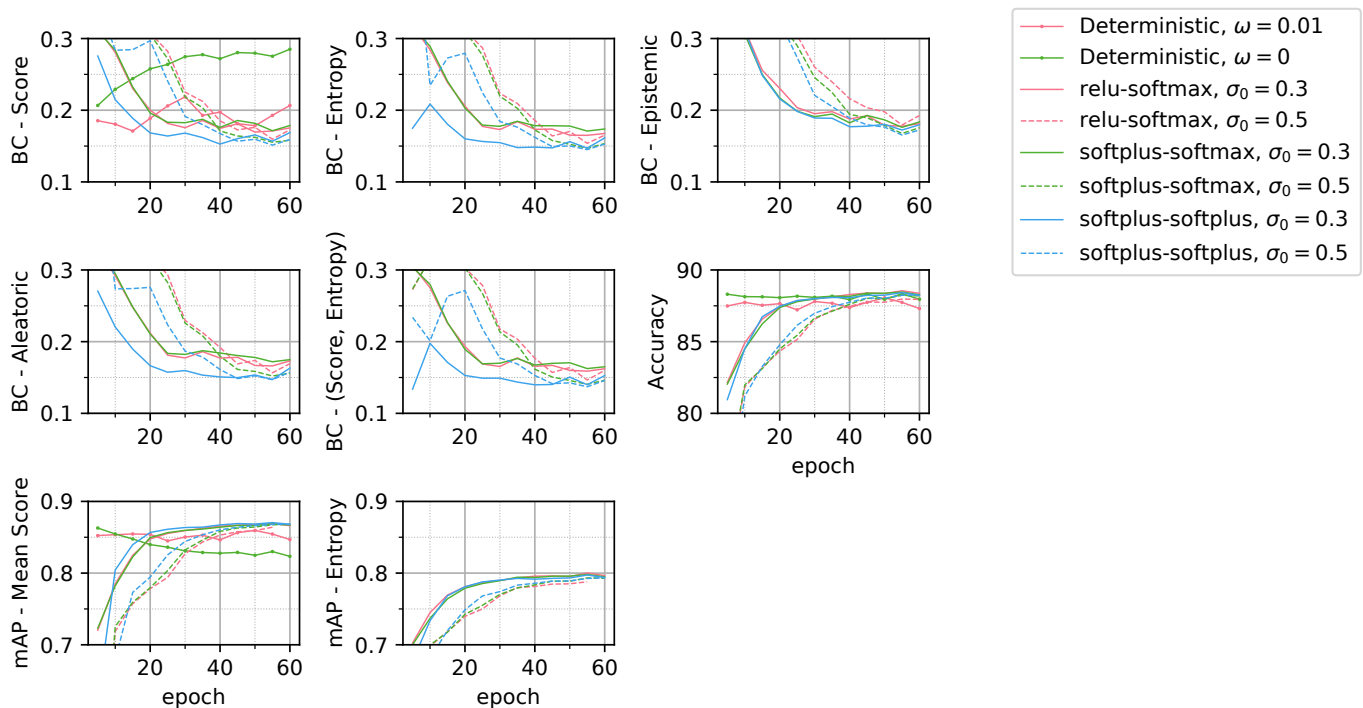 BC - Score
0.3
0.2
0.1
20
40
60
BC - Entropy
0.3
0.2
0.1
20
40
60
BC - Epistemic
0.3
0.2
0.1
20
40
60
Deterministic, ω = 0.01
Deterministic, ω = 0
relu-softmax, σ₀ = 0.3
relu-softmax, σ₀ = 0.5
softplus-softmax, σ₀ = 0.3
softplus-softmax, σ₀ = 0.5
softplus-softplus, σ₀ = 0.3
softplus-softplus, σ₀ = 0.5
BC - Aleatoric
0.3
0.2
0.1
20
40
60
BC - (Score, Entropy)
0.3
0.2
0.1
20
40
60
Accuracy
90
85
80
20
40
60
epoch
mAP - Mean Score
0.9
0.8
0.7
20
40
60
epoch
mAP - Entropy
0.9
0.8
0.7
20
40
60
epoch